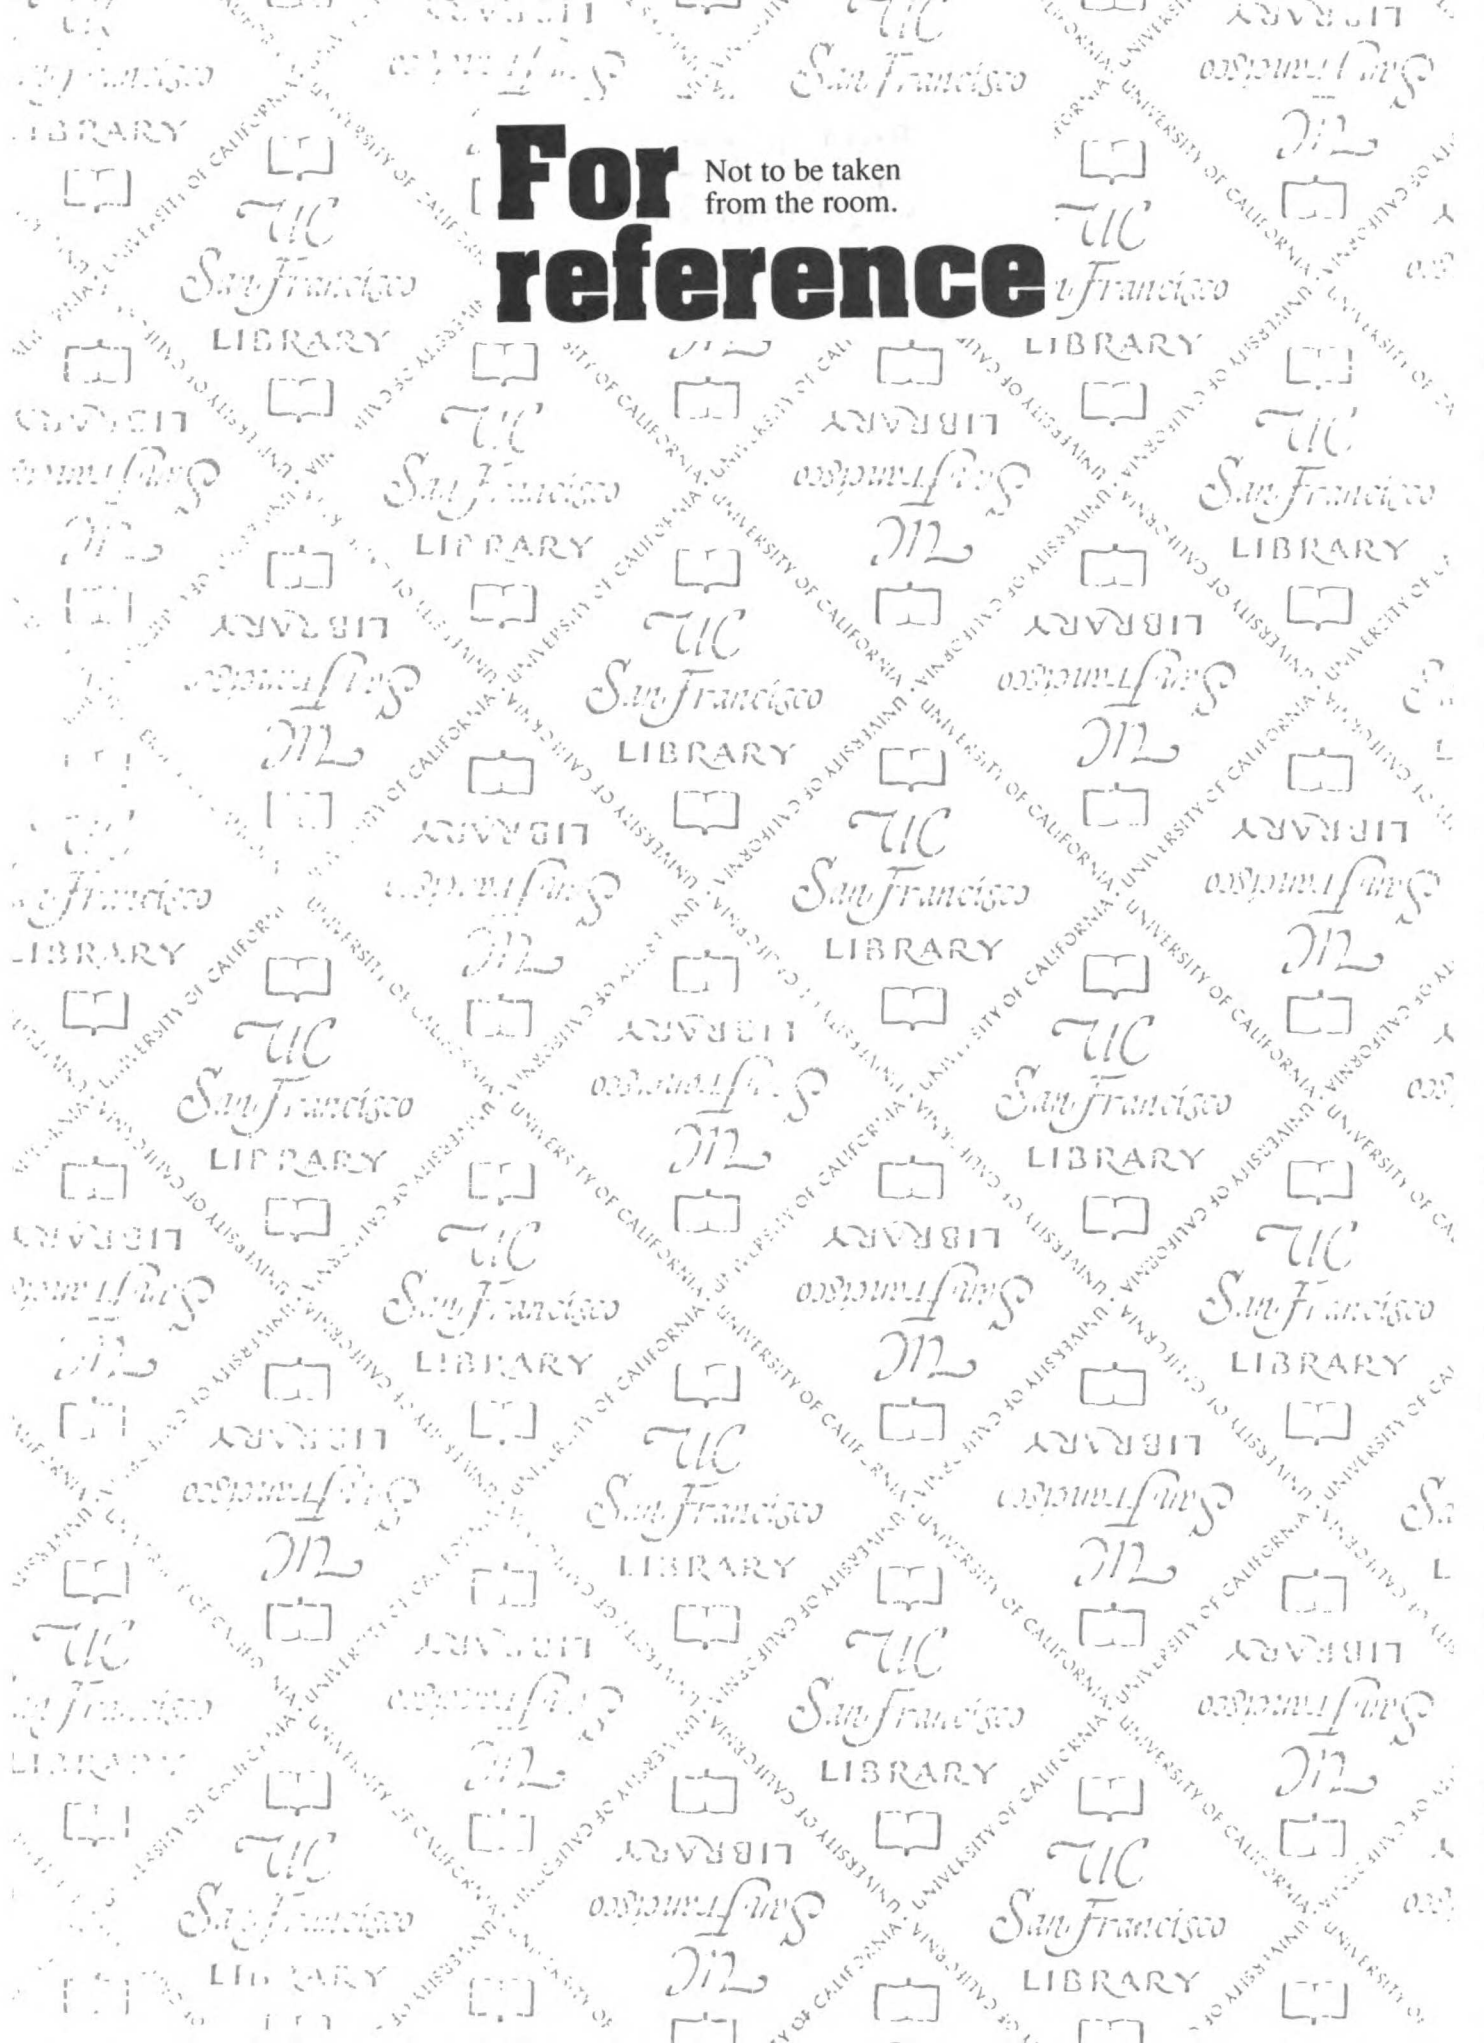 For
Not to be taken
from the room.
reference
UC
San Francisco
LIBRARY
UNIVERSITY OF CALIFORNIA